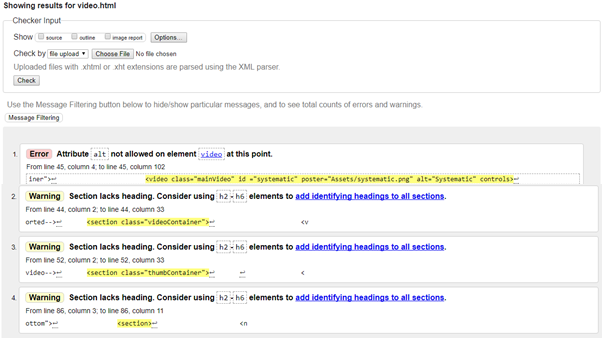 Showing results for video.html
Checker Input
Show source outline image report Options...
Check by file upload Choose File No file chosen
Uploaded files with .xhtml or .xht extensions are parsed using the XML parser.
Check
Use the Message Filtering button below to hide/show particular messages, and to see total counts of errors and warnings.
Message Filtering
1. Error Attribute alt not allowed on element video at this point.
From line 45, column 4; to line 45, column 102
iner">↩ <video class="mainVideo" id ="systematic" poster="Assets/systematic.png" alt="Systematic" controls>↩
2. Warning Section lacks heading. Consider using h2-h6 elements to add identifying headings to all sections.
From line 44, column 2; to line 44, column 33
orted-->↩ <section class="videoContainer">↩ <v
3. Warning Section lacks heading. Consider using h2-h6 elements to add identifying headings to all sections.
From line 52, column 2; to line 52, column 33
video-->↩ <section class="thumbContainer">↩ ↩ <
4. Warning Section lacks heading. Consider using h2-h6 elements to add identifying headings to all sections.
From line 86, column 3; to line 86, column 11
ottom">↩ <section>↩ <n